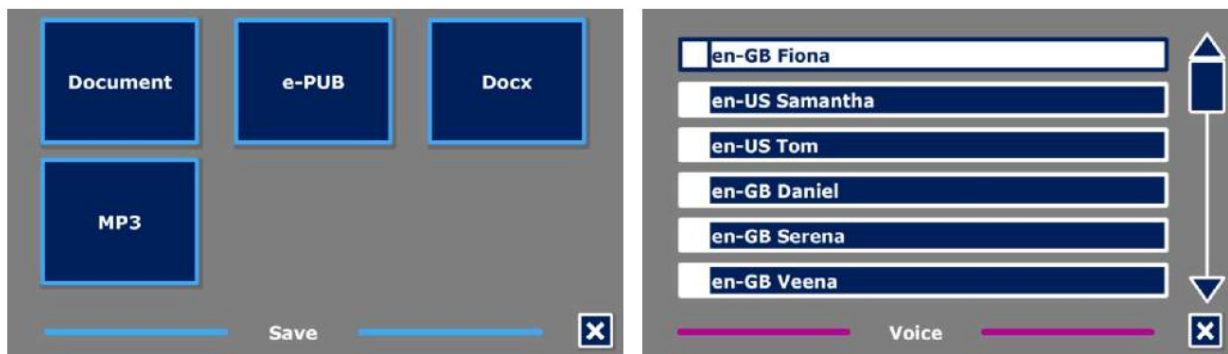 Document e-PUB Docx
MP3
Save
en-GB Fiona
en-US Samantha
en-US Tom
en-GB Daniel
en-GB Serena
en-GB Veena
Voice